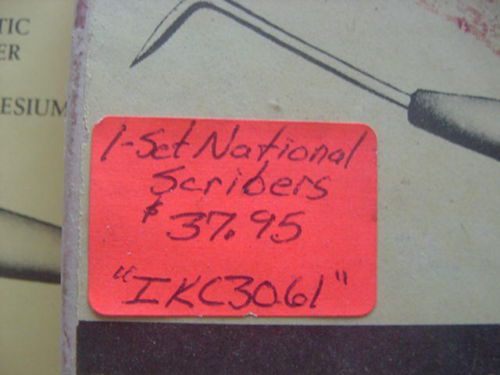 TIC
ER
ESIUM
1-Set National
Scribers
$37.95
"IKC3061"